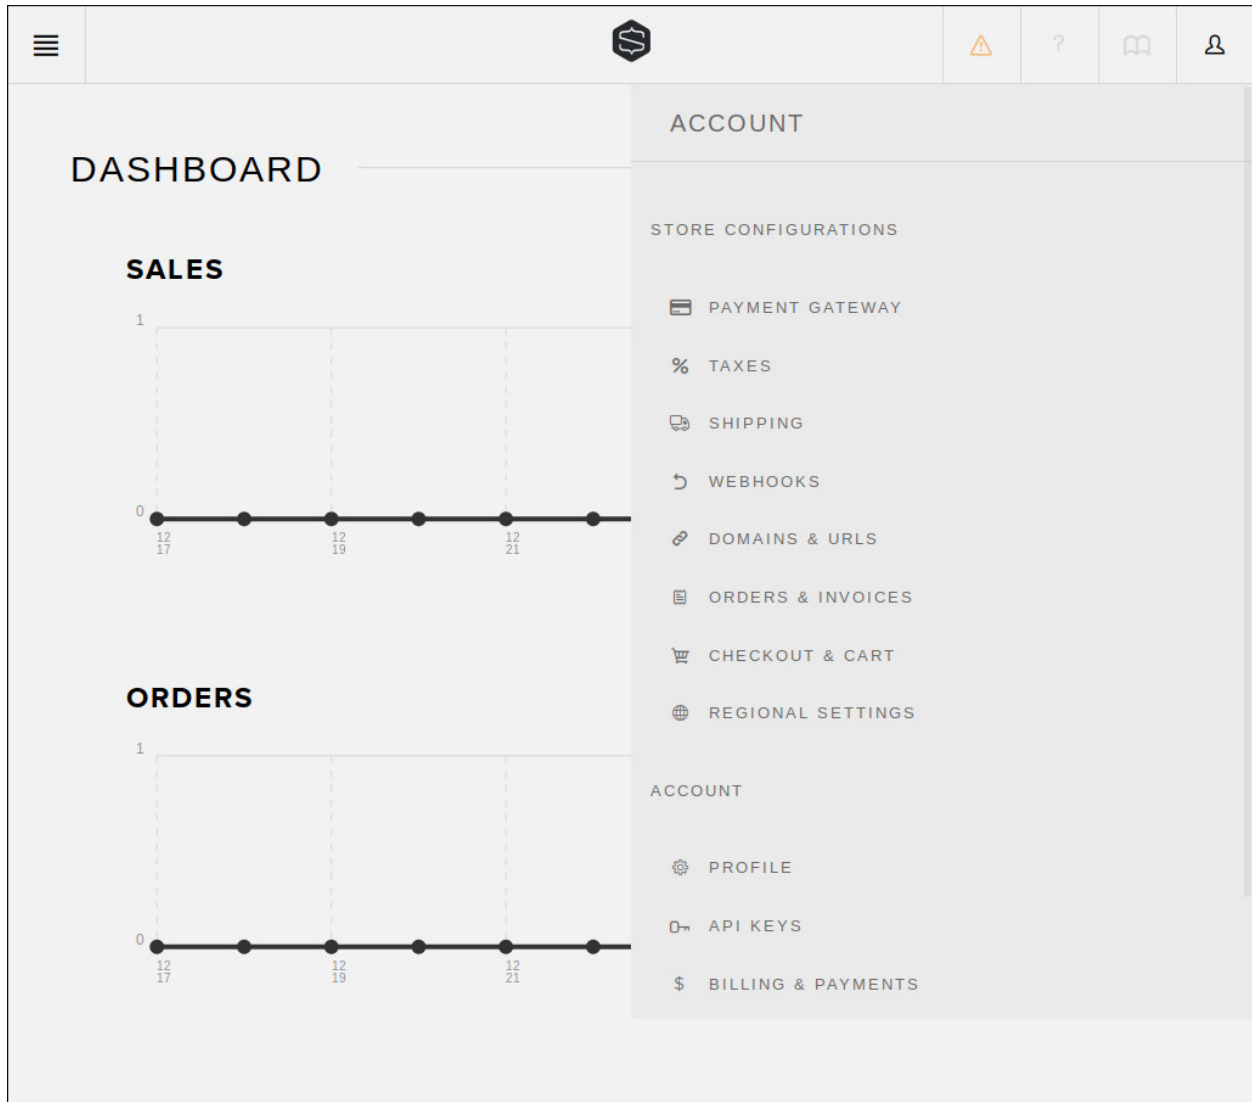 ?
DASHBOARD
SALES
1
0
12
17
12
19
12
21
ORDERS
1
0
12
17
12
19
12
21
ACCOUNT
STORE CONFIGURATIONS
PAYMENT GATEWAY
% TAXES
SHIPPING
WEBHOOKS
DOMAINS & URLS
ORDERS & INVOICES
CHECKOUT & CART
REGIONAL SETTINGS
ACCOUNT
PROFILE
API KEYS
$ BILLING & PAYMENTS